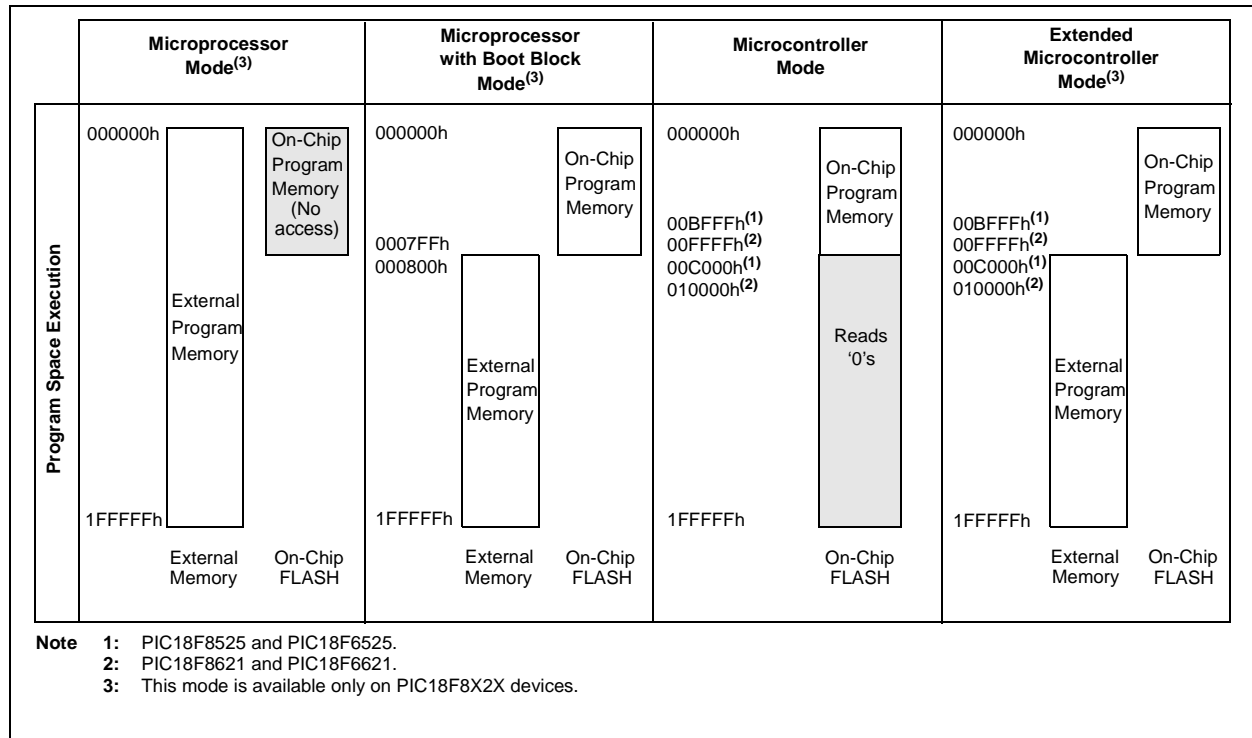 Microprocessor
Mode(3)
Microprocessor
with Boot Block
Mode(3)
Microcontroller
Mode
Extended
Microcontroller
Mode(3)
Program Space Execution
000000h
External
Program
Memory
1FFFFFh
On-Chip
Program
Memory
(No
access)
External
Memory
On-Chip
FLASH
000000h
On-Chip
Program
Memory
0007FFh
000800h
External
Program
Memory
1FFFFFh
External
Memory
On-Chip
FLASH
000000h
On-Chip
Program
Memory
00BFFFh(1)
00FFFFh(2)
00C000h(1)
010000h(2)
Reads
‘0’s
1FFFFFh
On-Chip
FLASH
000000h
On-Chip
Program
Memory
00BFFFh(1)
00FFFFh(2)
00C000h(1)
010000h(2)
External
Program
Memory
1FFFFFh
External
Memory
On-Chip
FLASH
Note 1: PIC18F8525 and PIC18F6525.
2: PIC18F8621 and PIC18F6621.
3: This mode is available only on PIC18F8X2X devices.